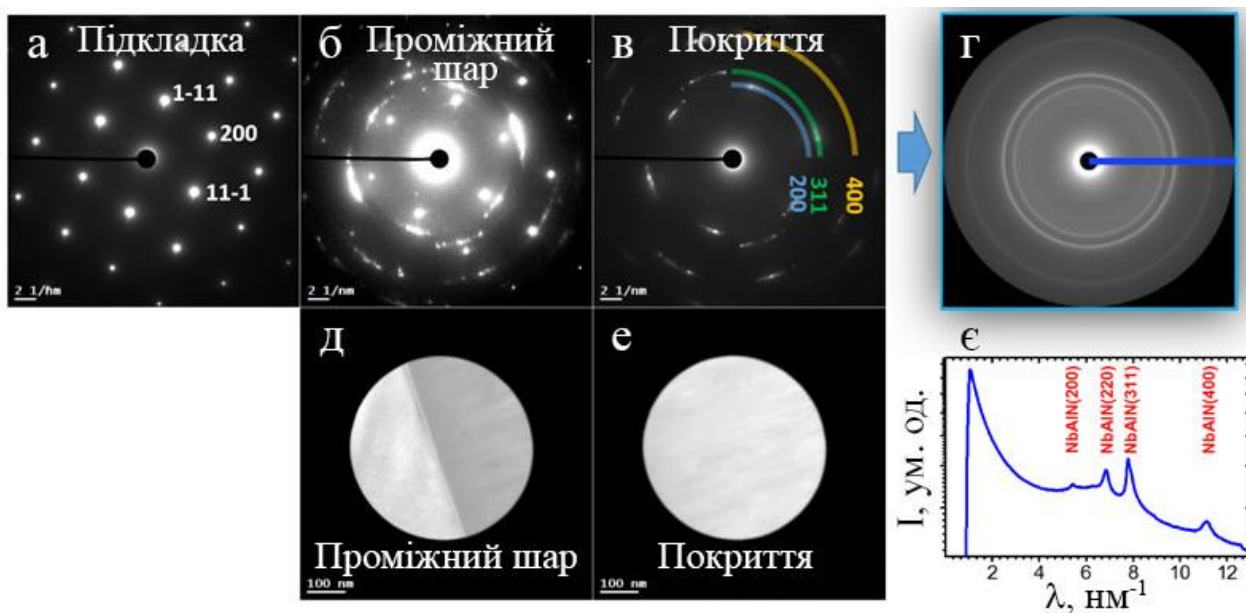 а Підкладка
1-11
200
11-1
2 1/nm
б Проміжний
шар
2 1/nm
в Покриття
200
311
400
2 1/nm
г
д
Проміжний шар
100 nm
е
Покриття
100 nm
є
I, ум. од.
NbAlN(200)
NbAlN(220)
NbAlN(311)
NbAlN(400)
2 4 6 8 10 12
λ, нм⁻¹